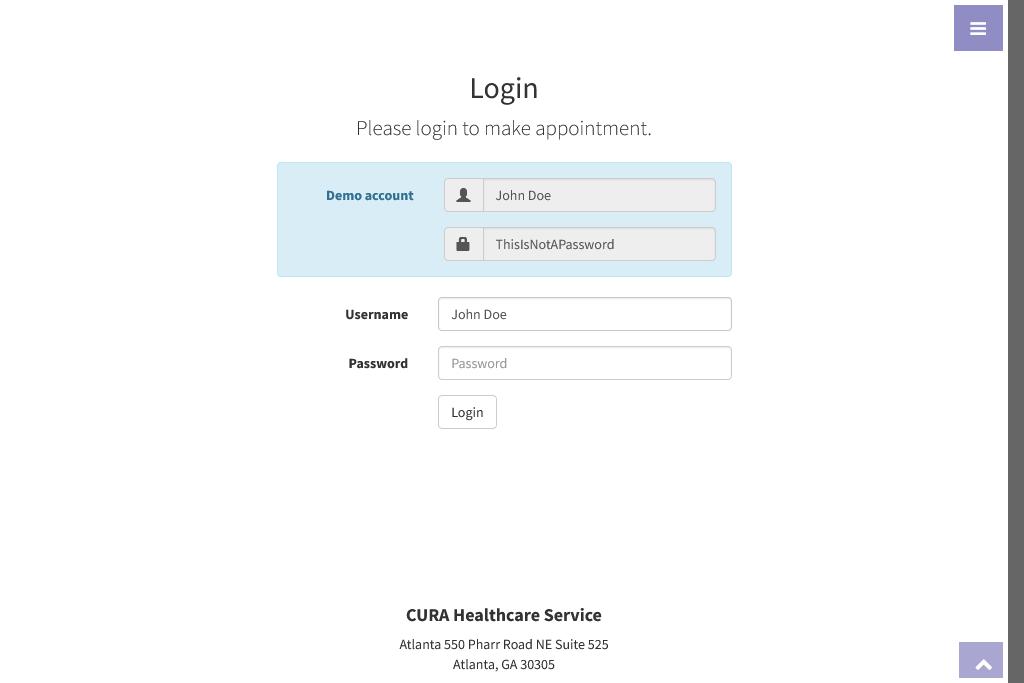 Login
Please login to make appointment.
Demo account
John Doe
ThisIsNotAPassword
Username
John Doe
Password
Password
Login
CURA Healthcare Service
Atlanta 550 Pharr Road NE Suite 525
Atlanta, GA 30305